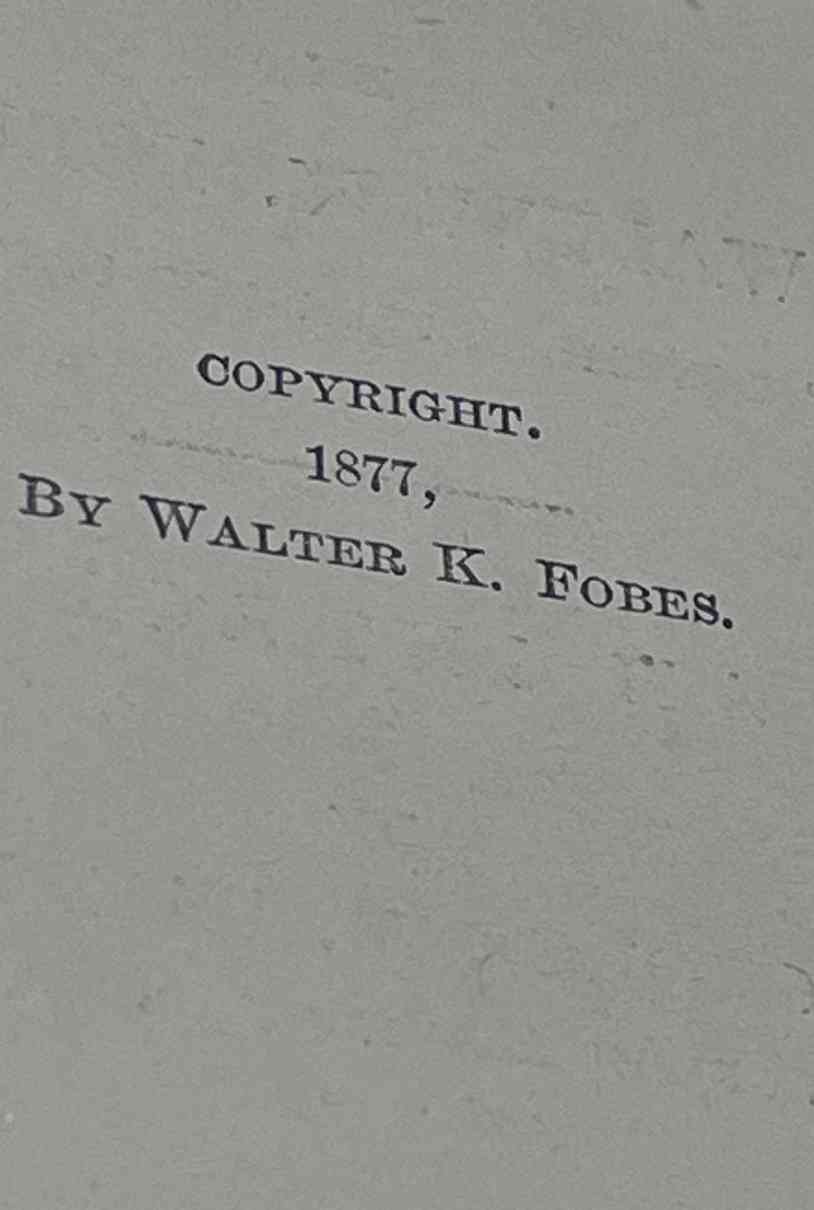 COPYRIGHT.
1877,
BY WALTER K. FOBES.